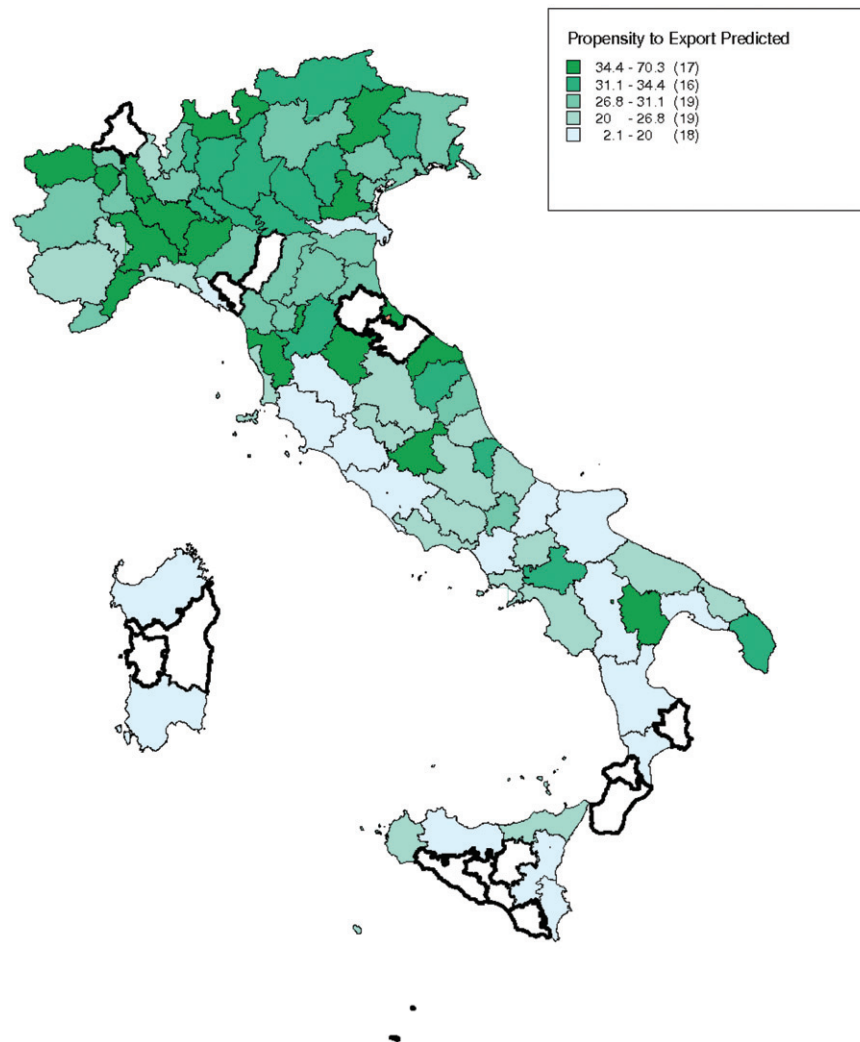 Propensity to Export Predicted
34.4 - 70.3 (17)
31.1 - 34.4 (16)
26.8 - 31.1 (19)
20 - 26.8 (19)
2.1 - 20 (18)